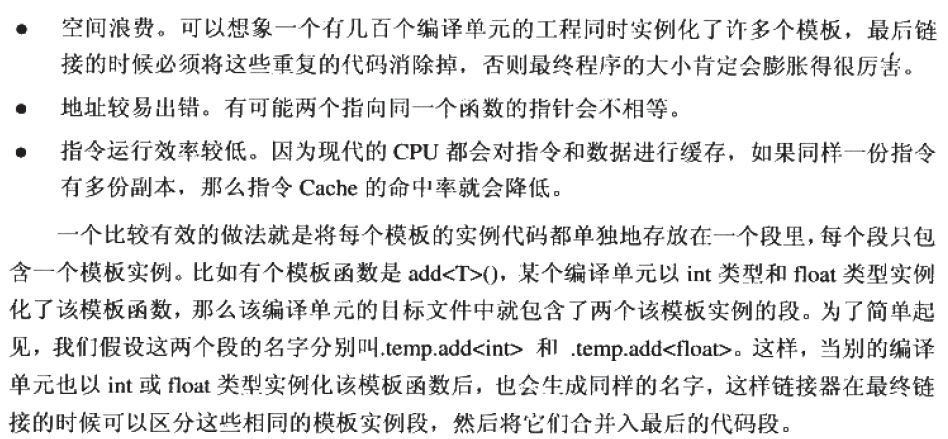 ● 空间浪费。可以想象一个有几百个编译单元的工程同时实例化了许多个模板，最后链
接的时候必须将这些重复的代码消除掉，否则最终程序的大小肯定会膨胀得很厉害。
● 地址较易出错。有可能两个指向同一个函数的指针会不相等。
● 指令运行效率较低。因为现代的 CPU 都会对指令和数据进行缓存，如果同样一份指令
有多份副本，那么指令 Cache 的命中率就会降低。
一个比较有效的做法就是将每个模板的实例代码都单独地存放在一个段里，每个段只包
含一个模板实例。比如有个模板函数是 add<T>()，某个编译单元以 int 类型和 float 类型实例
化了该模板函数，那么该编译单元的目标文件中就包含了两个该模板实例的段。为了简单起
见，我们假设这两个段的名字分别叫.temp.add<int> 和 .temp.add<float>。这样，当别的编译
单元也以 int 或 float 类型实例化该模板函数后，也会生成同样的名字，这样链接器在最终链
接的时候可以区分这些相同的模板实例段，然后将它们合并入最后的代码段。